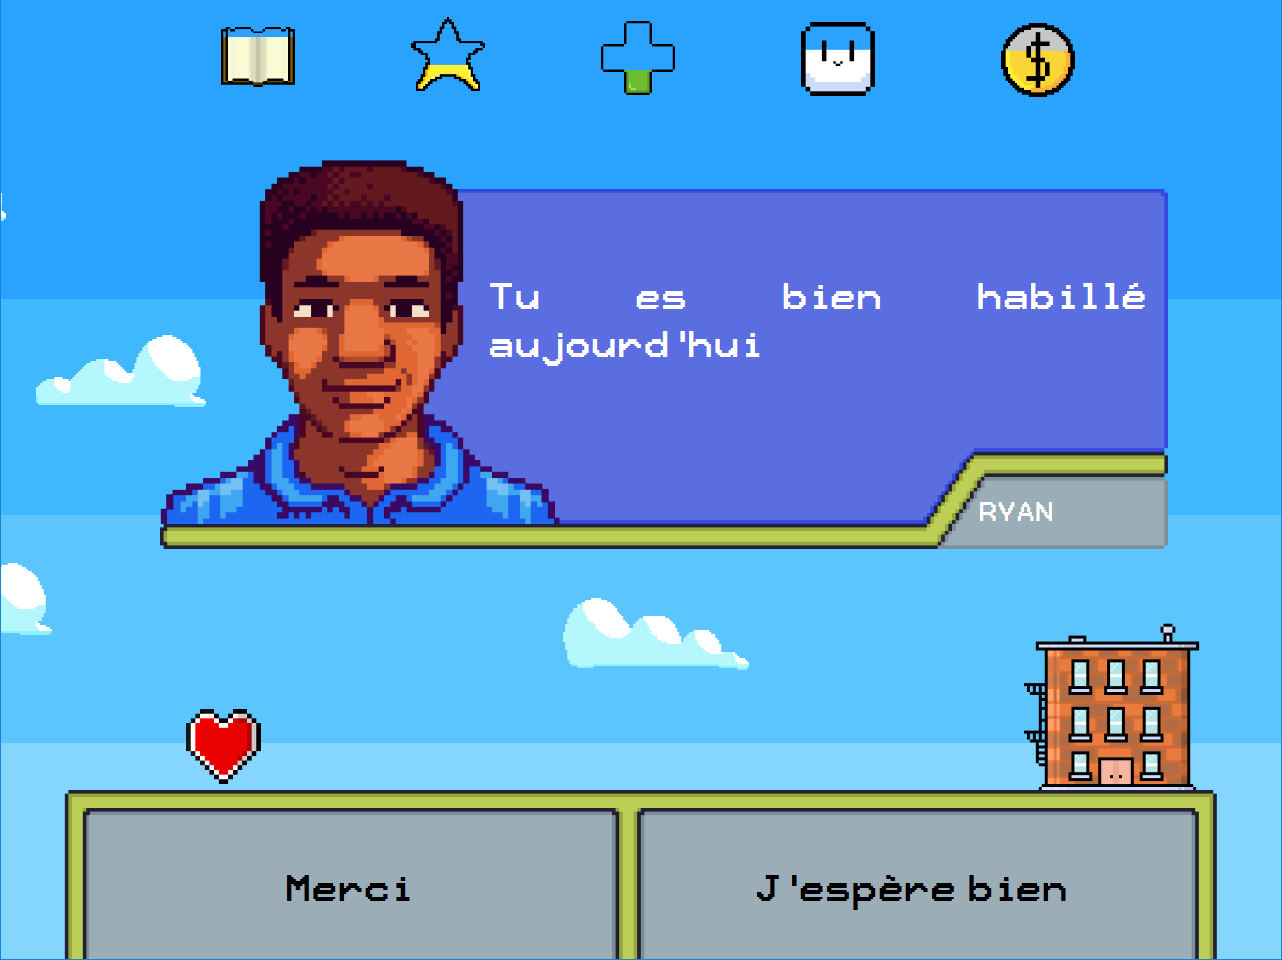 $
Tu es bien habillé
aujourd'hui
RYAN
Merci
J'espère bien